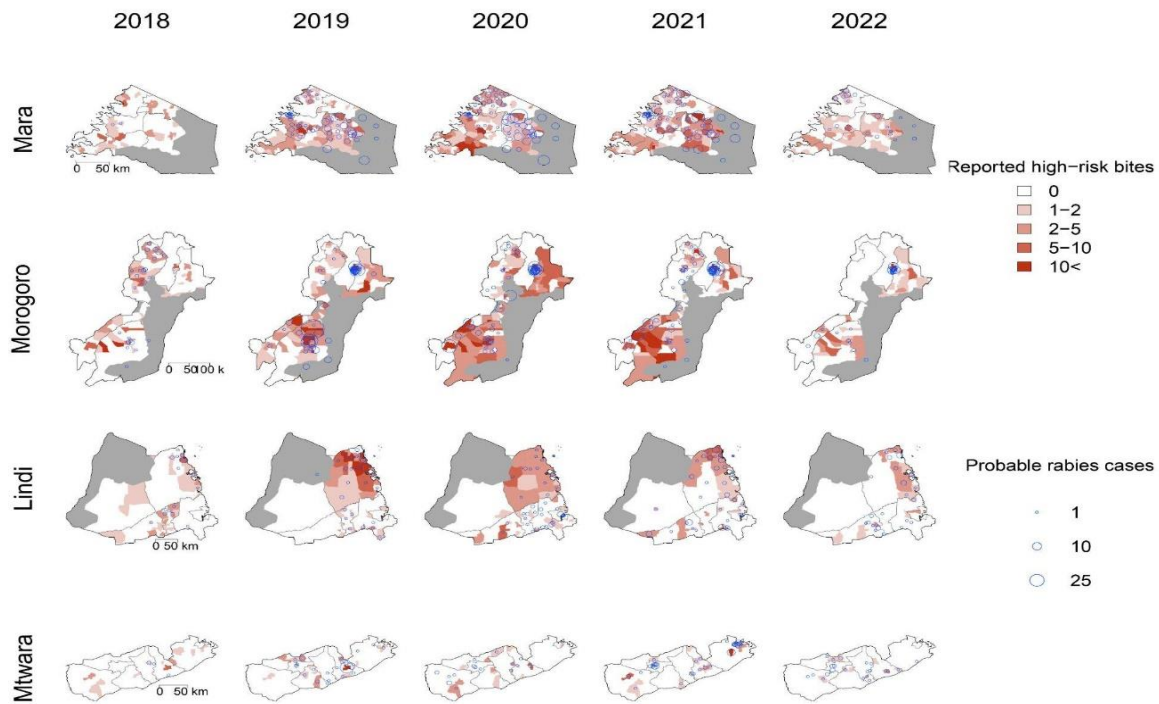 2018 2019 2020 2021 2022
Mara
0 50 km
Reported high-risk bites
0
1-2
2-5
5-10
10<
Morogoro
0 50100 k
Lindi
0 50 km
Probable rabies cases
1
10
25
Mtwara
0 50 km